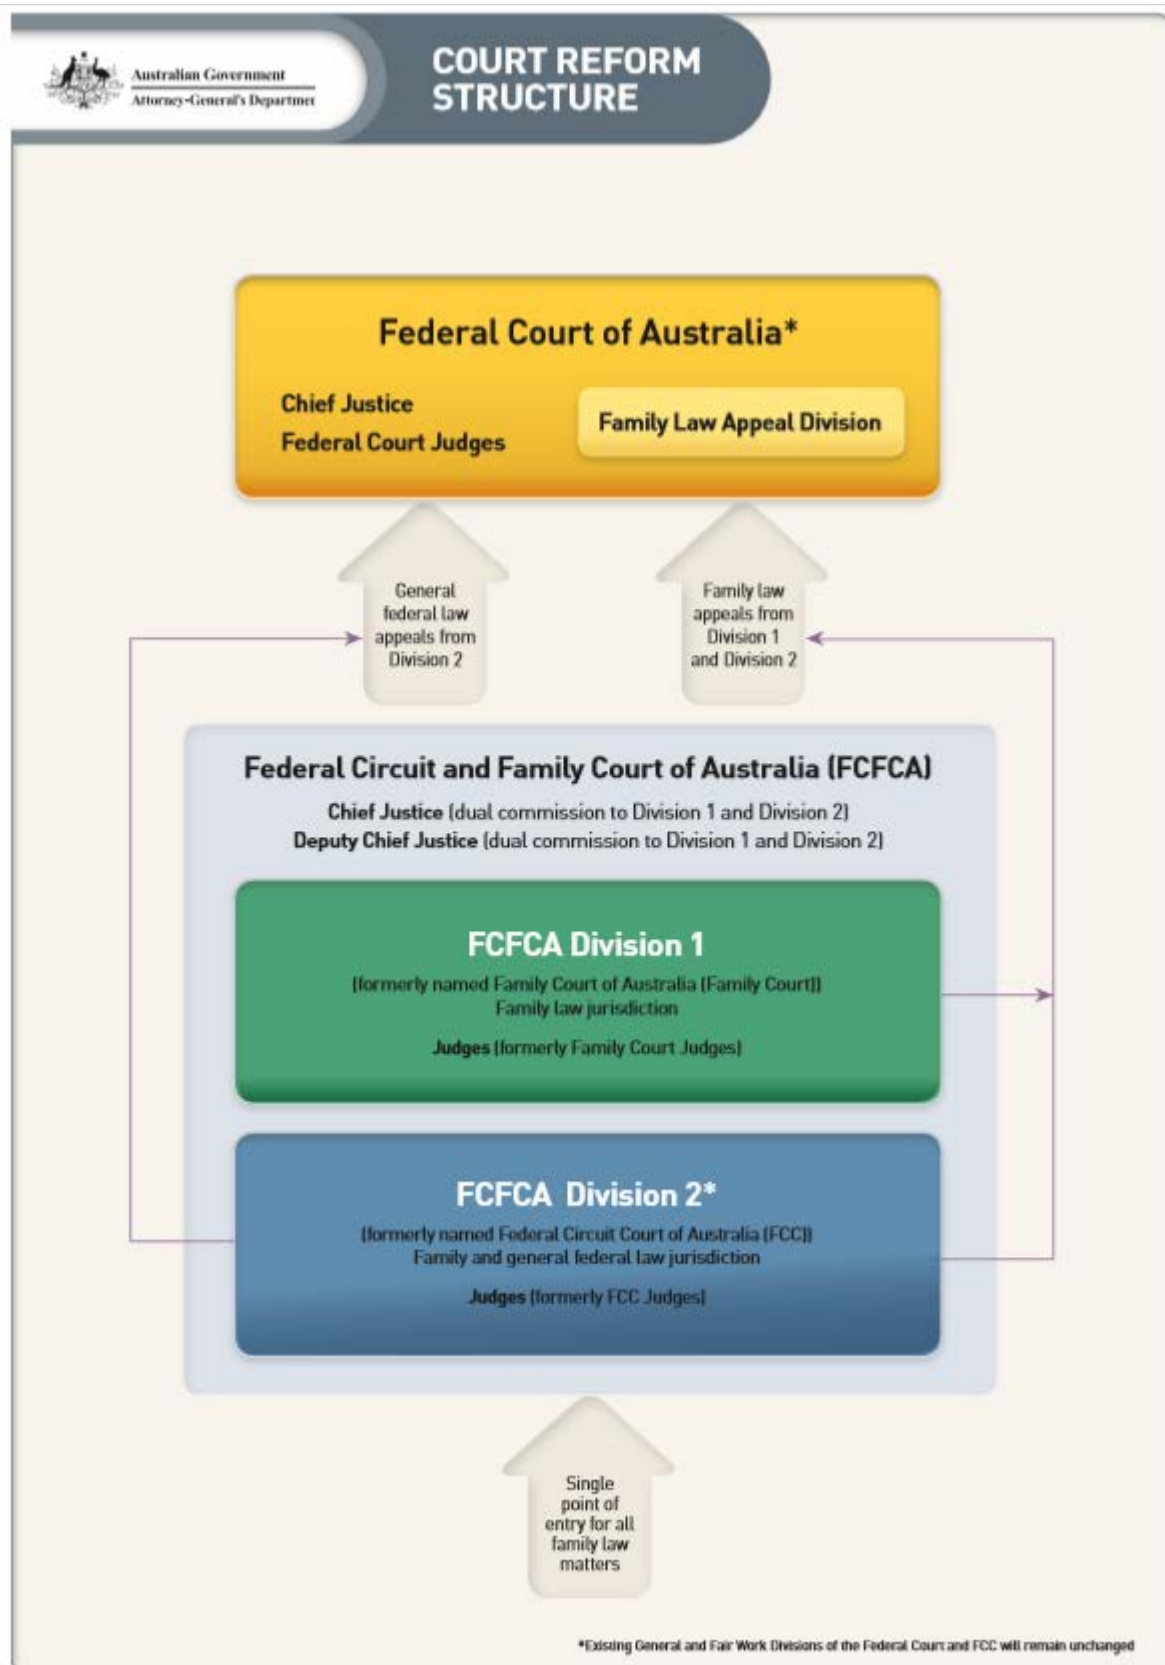 Australian Government
Attorney-General's Departmer
COURT REFORM
STRUCTURE
Federal Court of Australia*
Chief Justice
Federal Court Judges
Family Law Appeal Division
General
federal law
appeals from
Division 2
Family law
appeals from
Division 1
and Division 2
Federal Circuit and Family Court of Australia (FCFCA)
Chief Justice (dual commission to Division 1 and Division 2)
Deputy Chief Justice (dual commission to Division 1 and Division 2)
FCFCA Division 1
(formerly named Family Court of Australia (Family Court))
Family law jurisdiction
Judges (formerly Family Court Judges)
FCFCA Division 2*
(formerly named Federal Circuit Court of Australia (FCC))
Family and general federal law jurisdiction
Judges (formerly FCC Judges)
Single
point of
entry for all
family law
matters
*Existing General and Fair Work Divisions of the Federal Court and FCC will remain unchanged